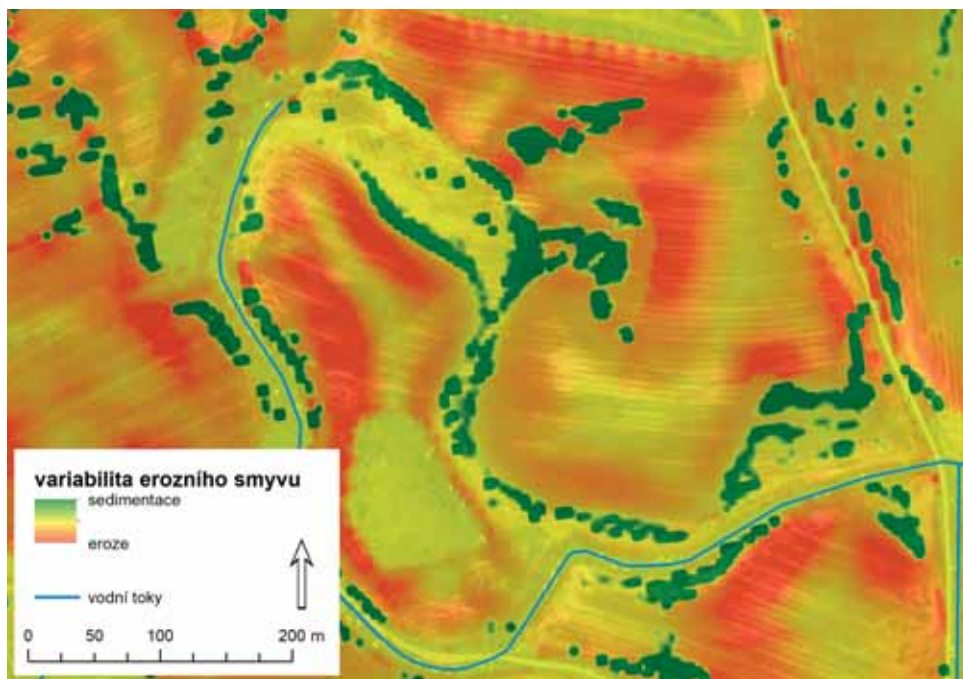 variabilita erozního smyvu
sedimentace
eroze
vodní toky
0 50 100 200 m